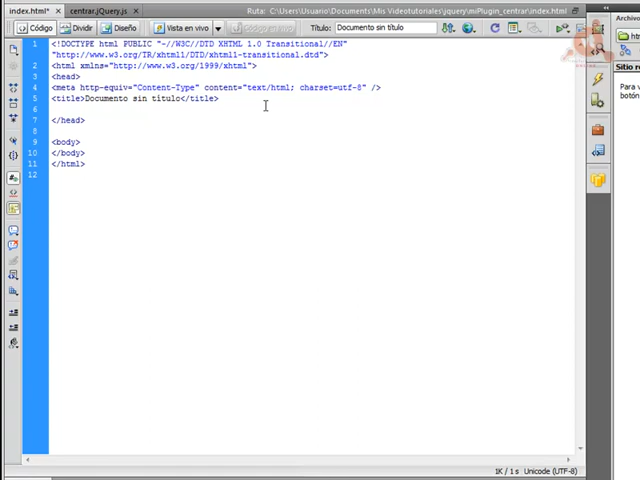 index.html* × centrar.jQuery.js × Ruta: C:\Users\Usuario\Documents\Mis Videotutoriales\jquery\miPlugin_centrar\index.html
Código Dividir Diseño Vista en vivo Código en vivo Título: Documento sin título
1 <!DOCTYPE html PUBLIC "-//W3C//DTD XHTML 1.0 Transitional//EN"
"http://www.w3.org/TR/xhtml1/DTD/xhtml1-transitional.dtd">
2 <html xmlns="http://www.w3.org/1999/xhtml">
3 <head>
4 <meta http-equiv="Content-Type" content="text/html; charset=utf-8" />
5 <title>Documento sin título</title>
6
7 </head>
8
9 <body>
10 </body>
11 </html>
12
Archivo
Sitio re
Para v
botón
1K / 1 s Unicode (UTF-8)